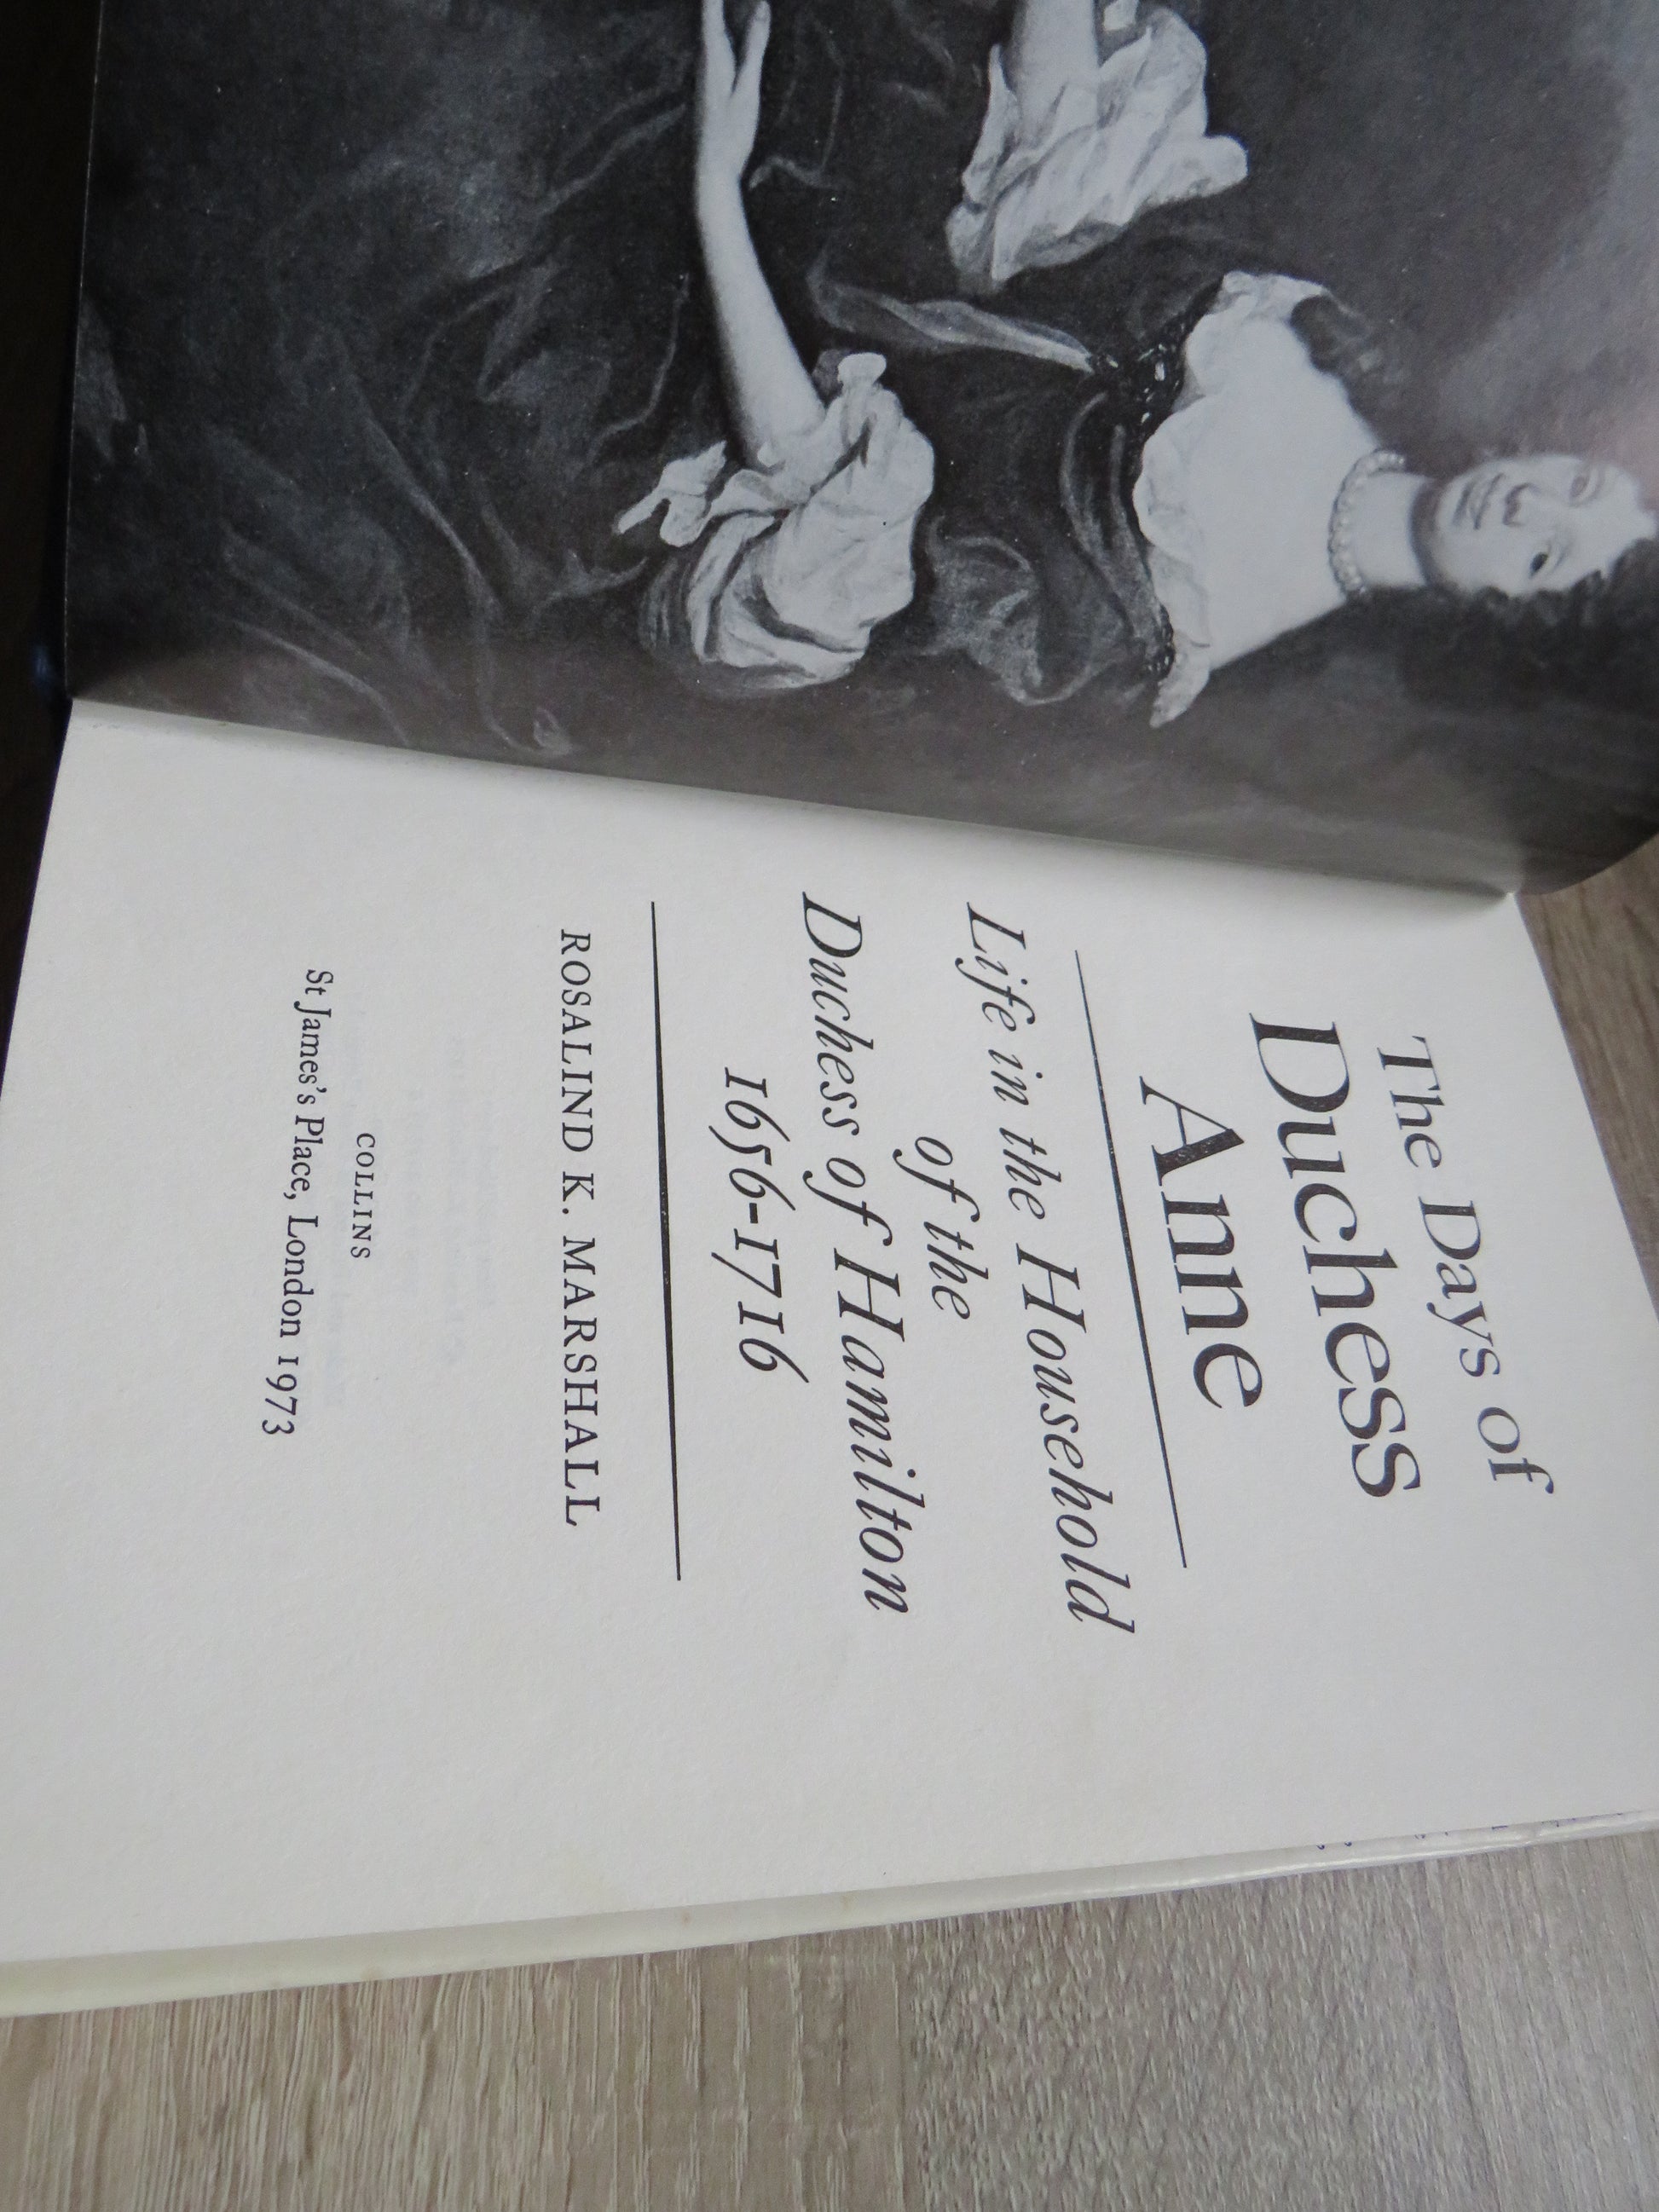 The Days of
Duchess
Anne
Life in the Household
of the
Duchess of Hamilton
1656-1716
ROSALIND K. MARSHALL
COLLINS
St James's Place, London 1973